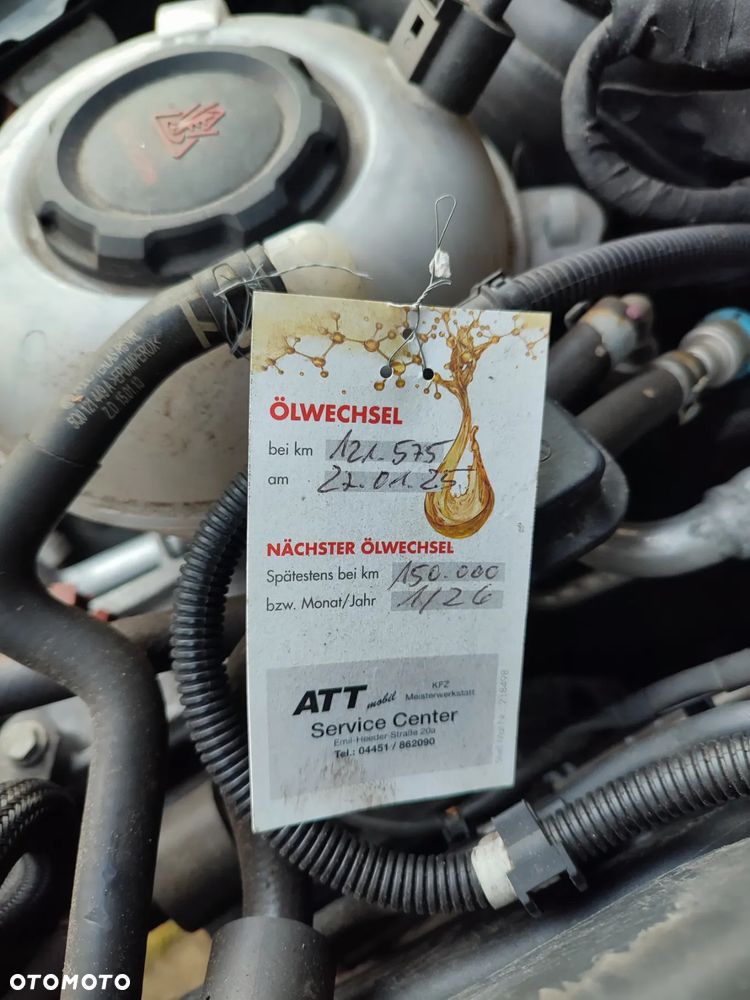 ÖLWECHSEL
bei km 121.575
am 27.01.25
NÄCHSTER ÖLWECHSEL
Spätestens bei km 150.000
bzw. Monat/Jahr 1/26
ATT mobil KFZ
Meisterwerkstatt
Service Center
Emil-Heeder-Straße 20a
Tel.: 04451 / 862090
OTOMOTO